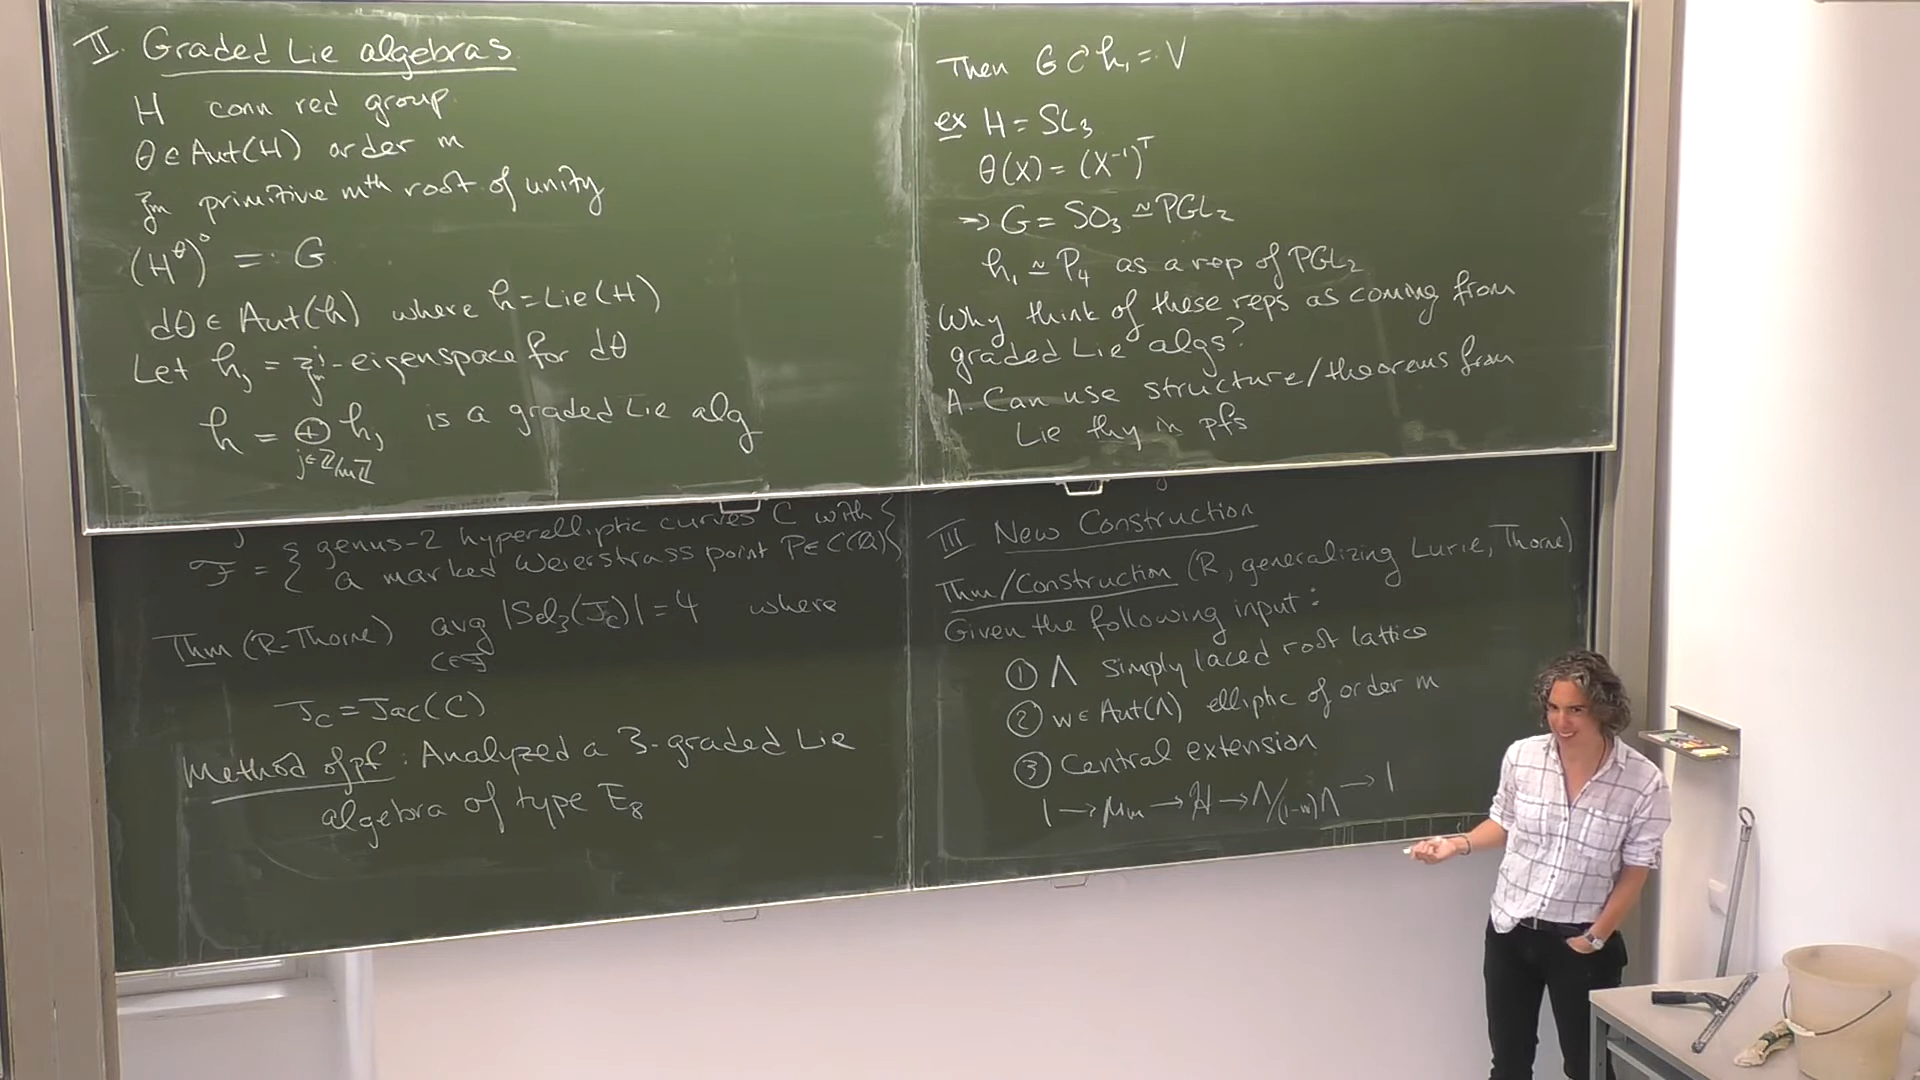 II. Graded Lie algebras
H conn red group
θ ∈ Aut(H) order m
ζm primitive mth root of unity
(H^θ)° =: G
dθ ∈ Aut(h) where h = Lie(H)
Let h_j = ζ_m^j-eigenspace for dθ
h = ⊕_{j∈ℤ/mℤ} h_j is a graded Lie alg
Then G C h₁ =: V
ex H = SL₃
θ(X) = (X⁻¹)^T
⇒ G = SO₃ ≃ PGL₂
h₁ ≃ P₄ as a rep of PGL₂
Why think of these reps as coming from
graded Lie algs?
A. Can use structure/theorems from
Lie thy in pfs
F = { genus-2 hyperelliptic curves C with
a marked Weierstrass point P ∈ C(Q) }
Thm (R-Thorne) avg_{C∈F} |Sel₃(J_C)| = 4 where
J_C = Jac(C)
Method of pf: Analyzed a 3-graded Lie
algebra of type E₈
III New Construction
Thm/Construction (R, generalizing Lurie, Thorne)
Given the following input:
① Λ simply laced root lattice
② w ∈ Aut(Λ) elliptic of order m
③ Central extension
1 → μm → H → Λ/(1-w)Λ → 1